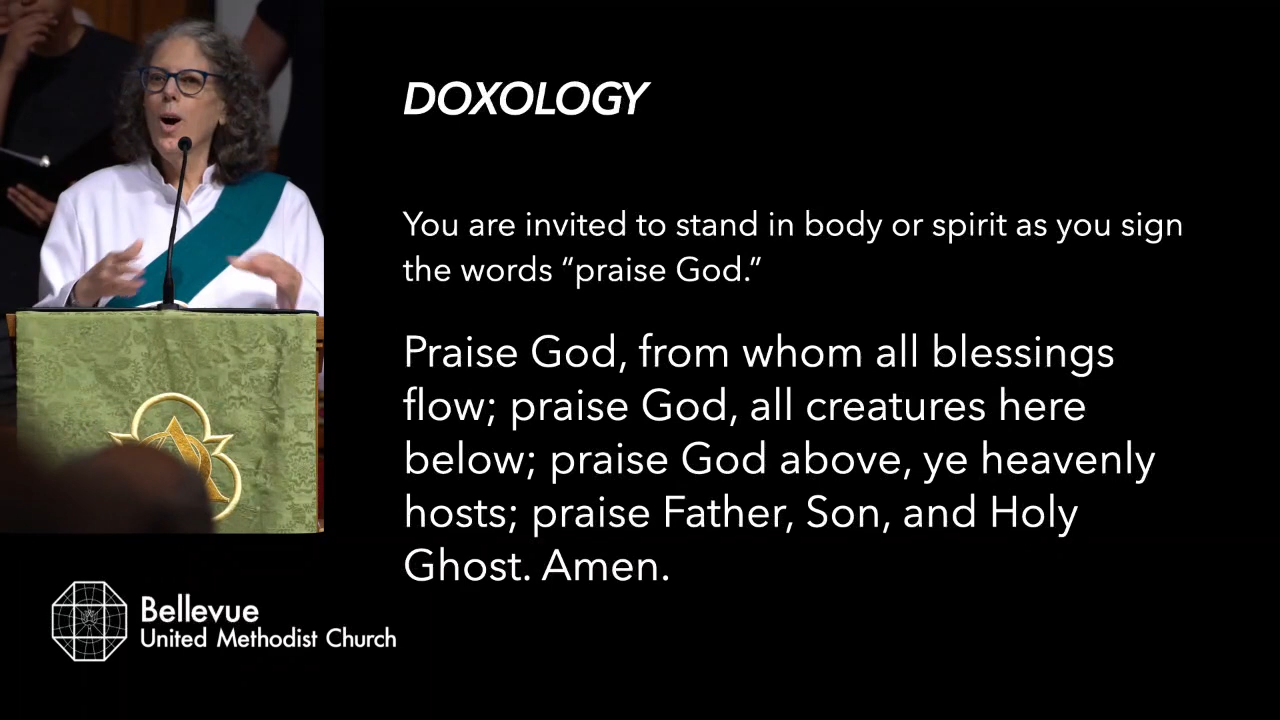 DOXOLOGY
You are invited to stand in body or spirit as you sign
the words “praise God.”
Praise God, from whom all blessings
flow; praise God, all creatures here
below; praise God above, ye heavenly
hosts; praise Father, Son, and Holy
Ghost. Amen.
Bellevue
United Methodist Church